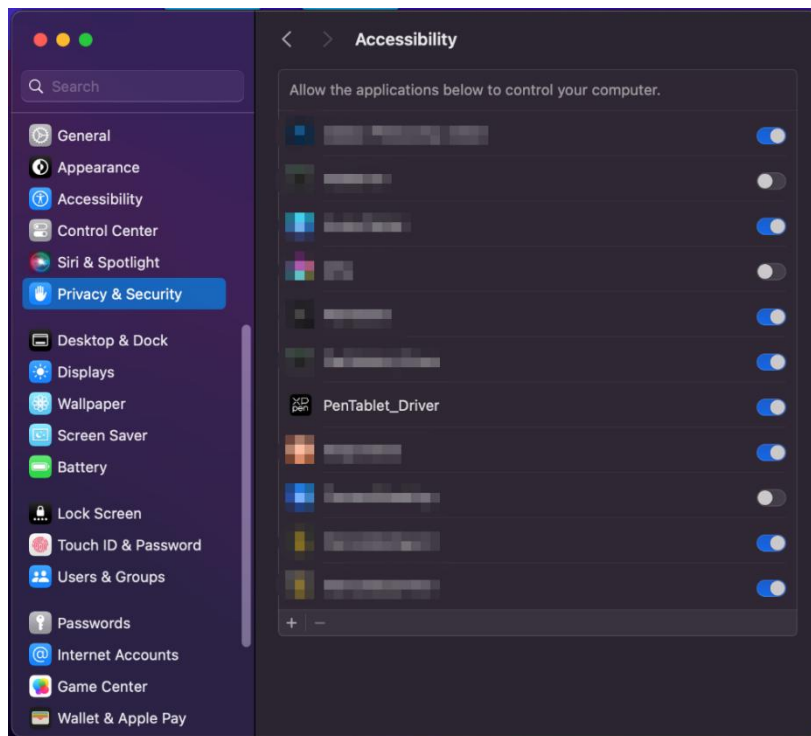 Accessibility
Search
Allow the applications below to control your computer.
General
Appearance
Accessibility
Control Center
Siri & Spotlight
Privacy & Security
Desktop & Dock
Displays
Wallpaper
Screen Saver
Battery
Lock Screen
Touch ID & Password
Users & Groups
Passwords
Internet Accounts
Game Center
Wallet & Apple Pay
XP
pen
PenTablet_Driver